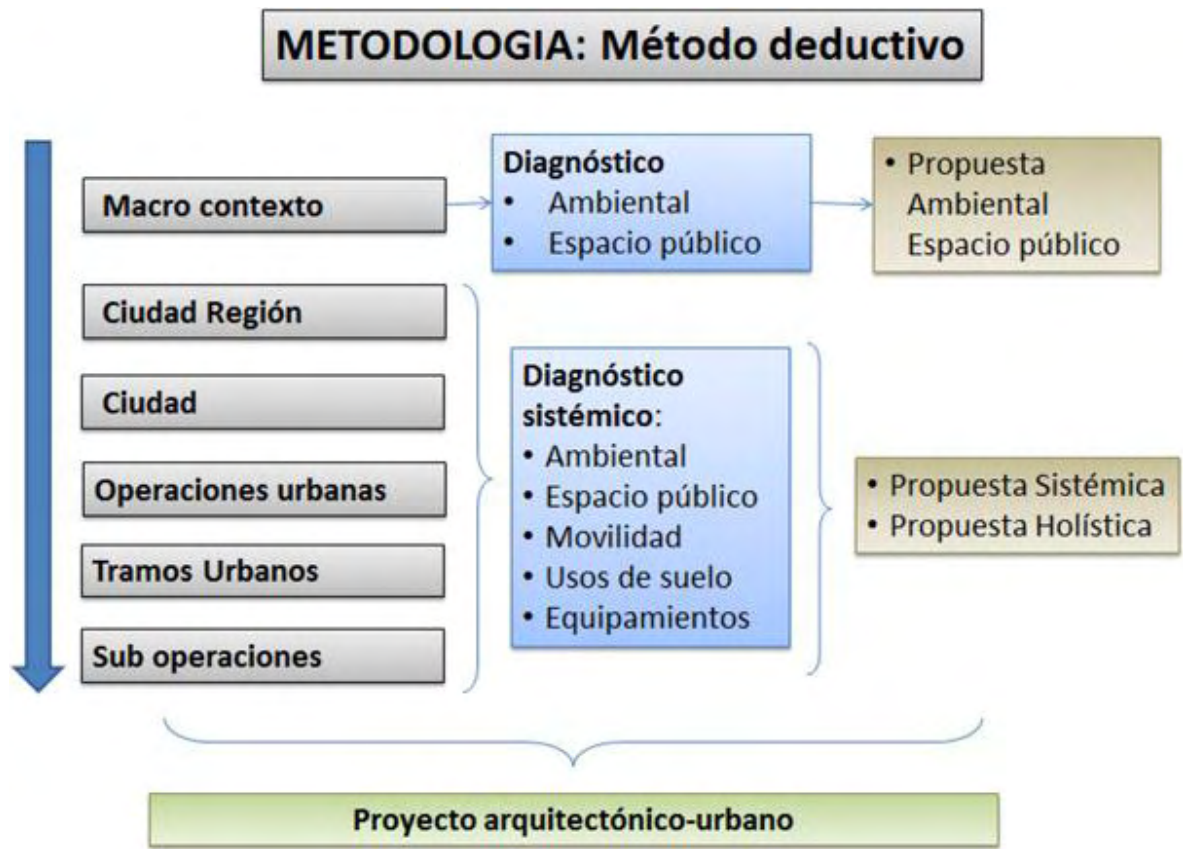 METODOLOGIA: Método deductivo
Macro contexto
Diagnóstico
• Ambiental
• Espacio público
• Propuesta
Ambiental
Espacio público
Ciudad Región
Ciudad
Operaciones urbanas
Tramos Urbanos
Sub operaciones
Diagnóstico
sistémico:
• Ambiental
• Espacio público
• Movilidad
• Usos de suelo
• Equipamientos
• Propuesta Sistémica
• Propuesta Holística
Proyecto arquitectónico-urbano